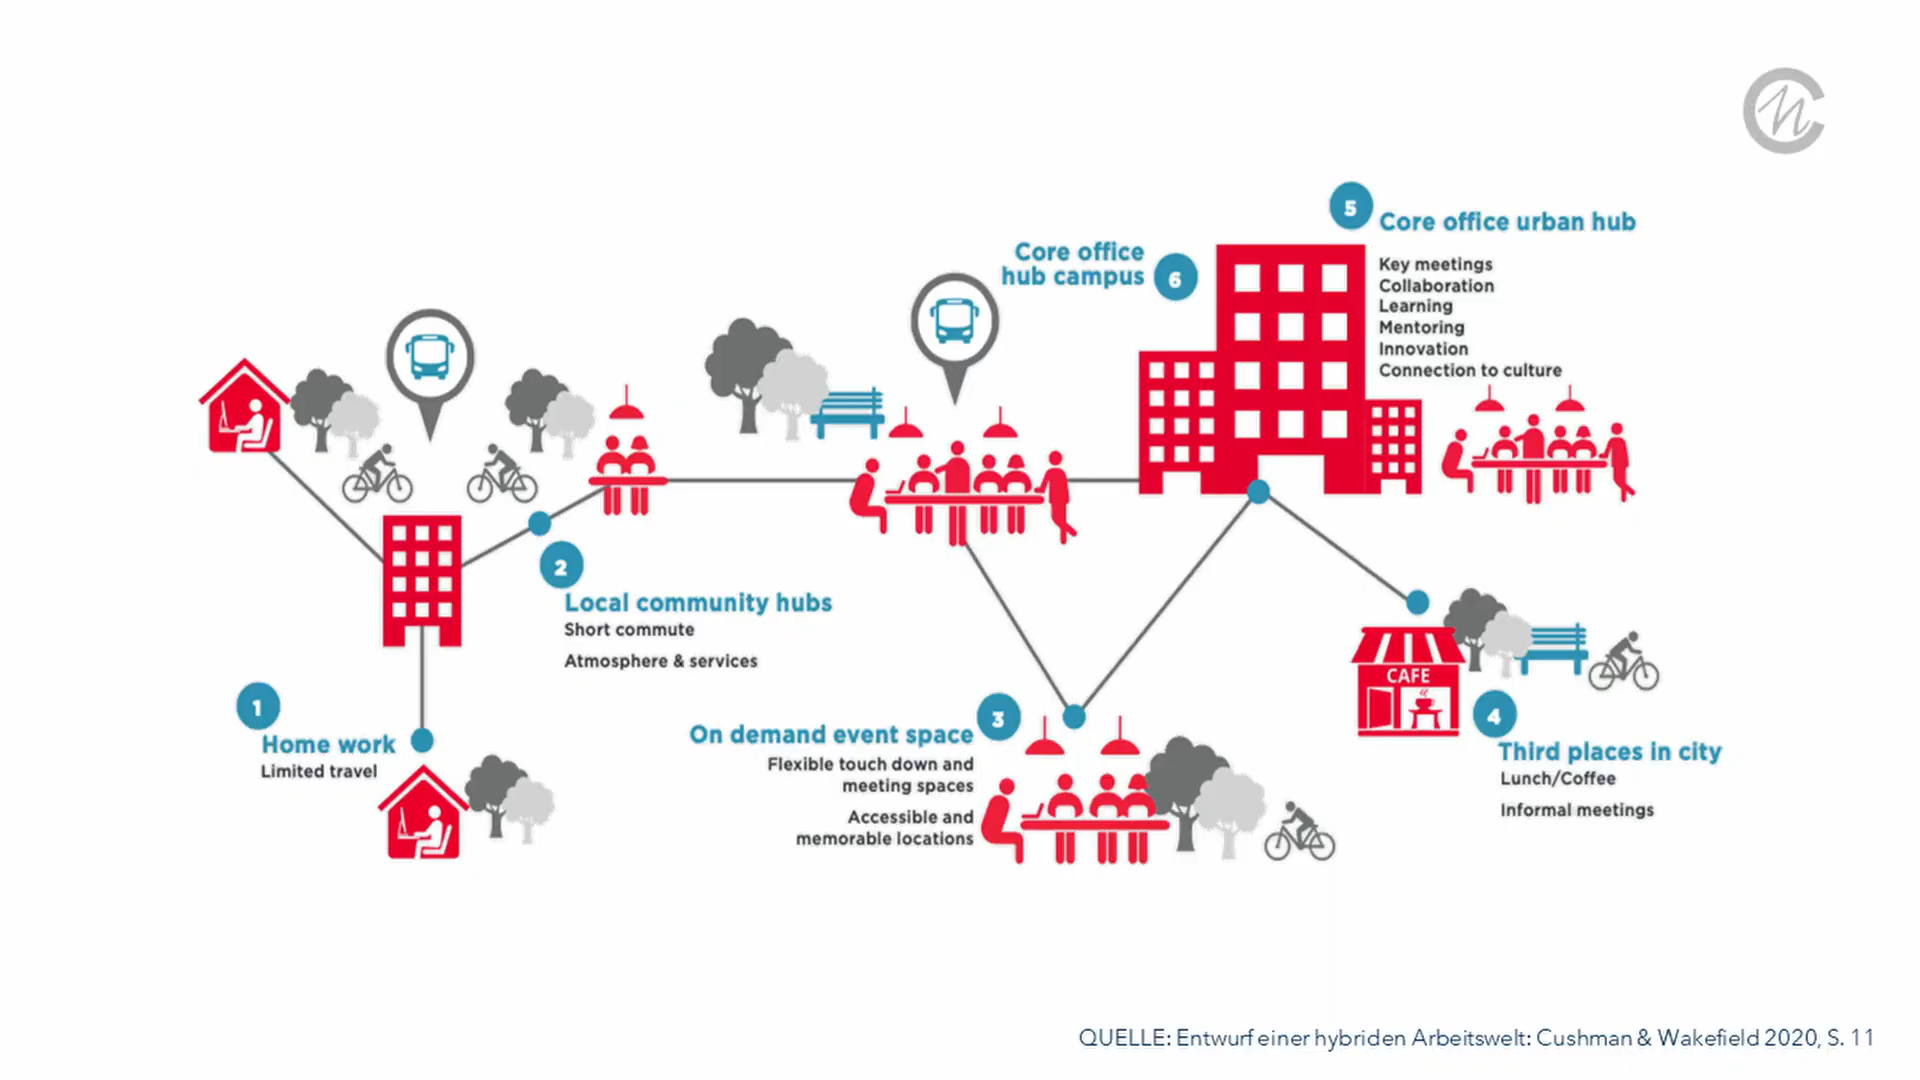 5
Core office urban hub
Key meetings
Collaboration
Learning
Mentoring
Innovation
Connection to culture
Core office
hub campus
6
2
Local community hubs
Short commute
Atmosphere & services
1
Home work
Limited travel
3
On demand event space
Flexible touch down and
meeting spaces
Accessible and
memorable locations
CAFE
4
Third places in city
Lunch/Coffee
Informal meetings
QUELLE: Entwurf einer hybriden Arbeitswelt: Cushman & Wakefield 2020, S. 11